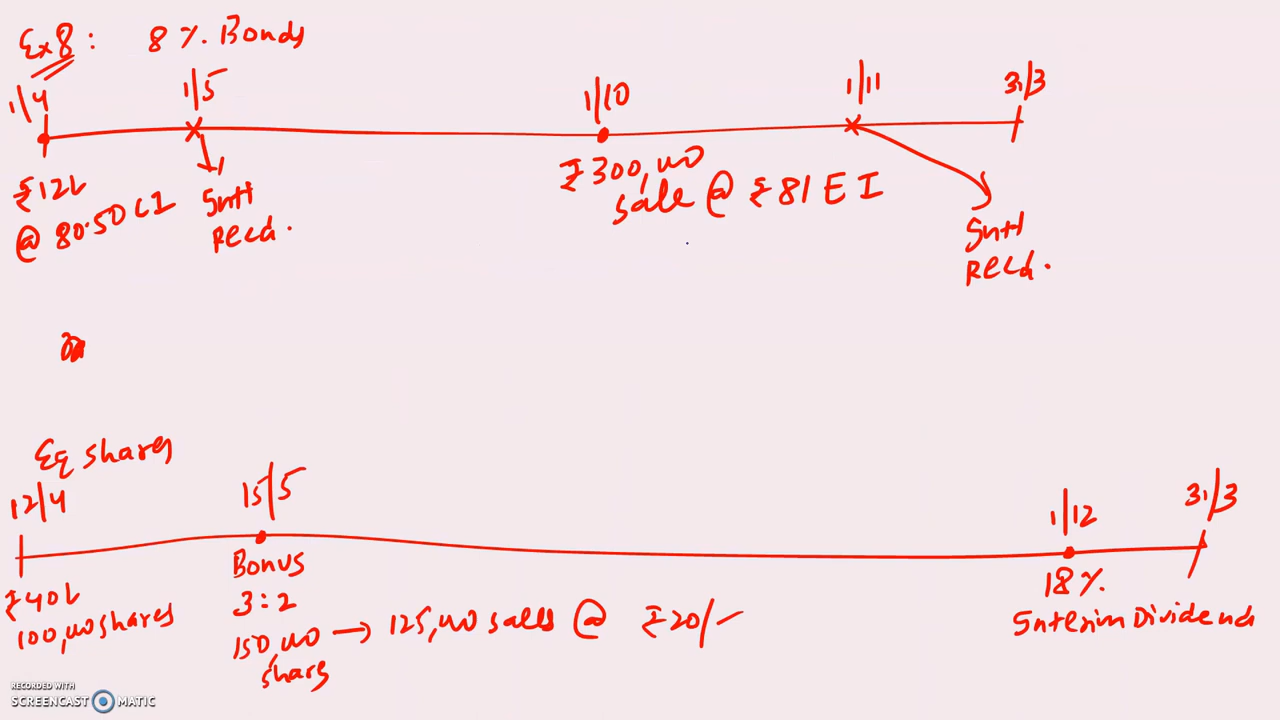 Ex 8 : 8 %. Bonds
1/4
1/5
1/10
1/11
31/3
₹12L
@ 80.50 CI
Intt
Recd.
₹300,000
sale @ ₹81 EI
Intt
Recd.
Eq shares
12/4
15/5
1/12
31/3
₹40L
100,000 shares
Bonus
3:2
150,000 → 125,000 sales @ ₹20/-
shares
18 %.
Interim Dividend
RECORDED WITH
SCREENCAST MATIC